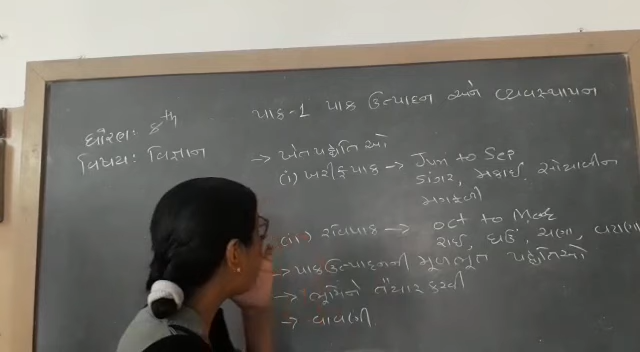 પાઠ-1 પાક ઉત્પાદન અને વ્યવસ્થાપન
ધોરણ: 8th
વિષય: વિજ્ઞાન
→ ખેત પદ્ધતિઓ
(i) ખરીફ પાક → Jun to Sep
ડાંગર, મકાઈ, સોયાબીન
મગફળી
(ii) રવિપાક → oct to March
રાઈ, ઘઉં, ચણા, વટાણા
→ પાક ઉત્પાદનની મૂળભૂત પદ્ધતિઓ
→ ભૂમિને તૈયાર કરવી
→ વાવણી